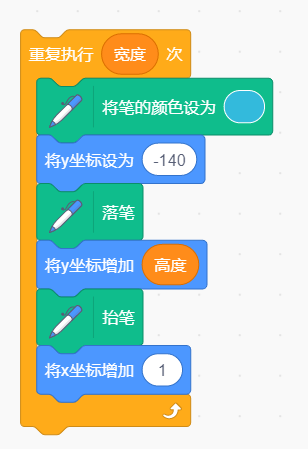 重复执行 宽度 次
将笔的颜色设为
将y坐标设为 -140
落笔
将y坐标增加 高度
抬笔
将x坐标增加 1